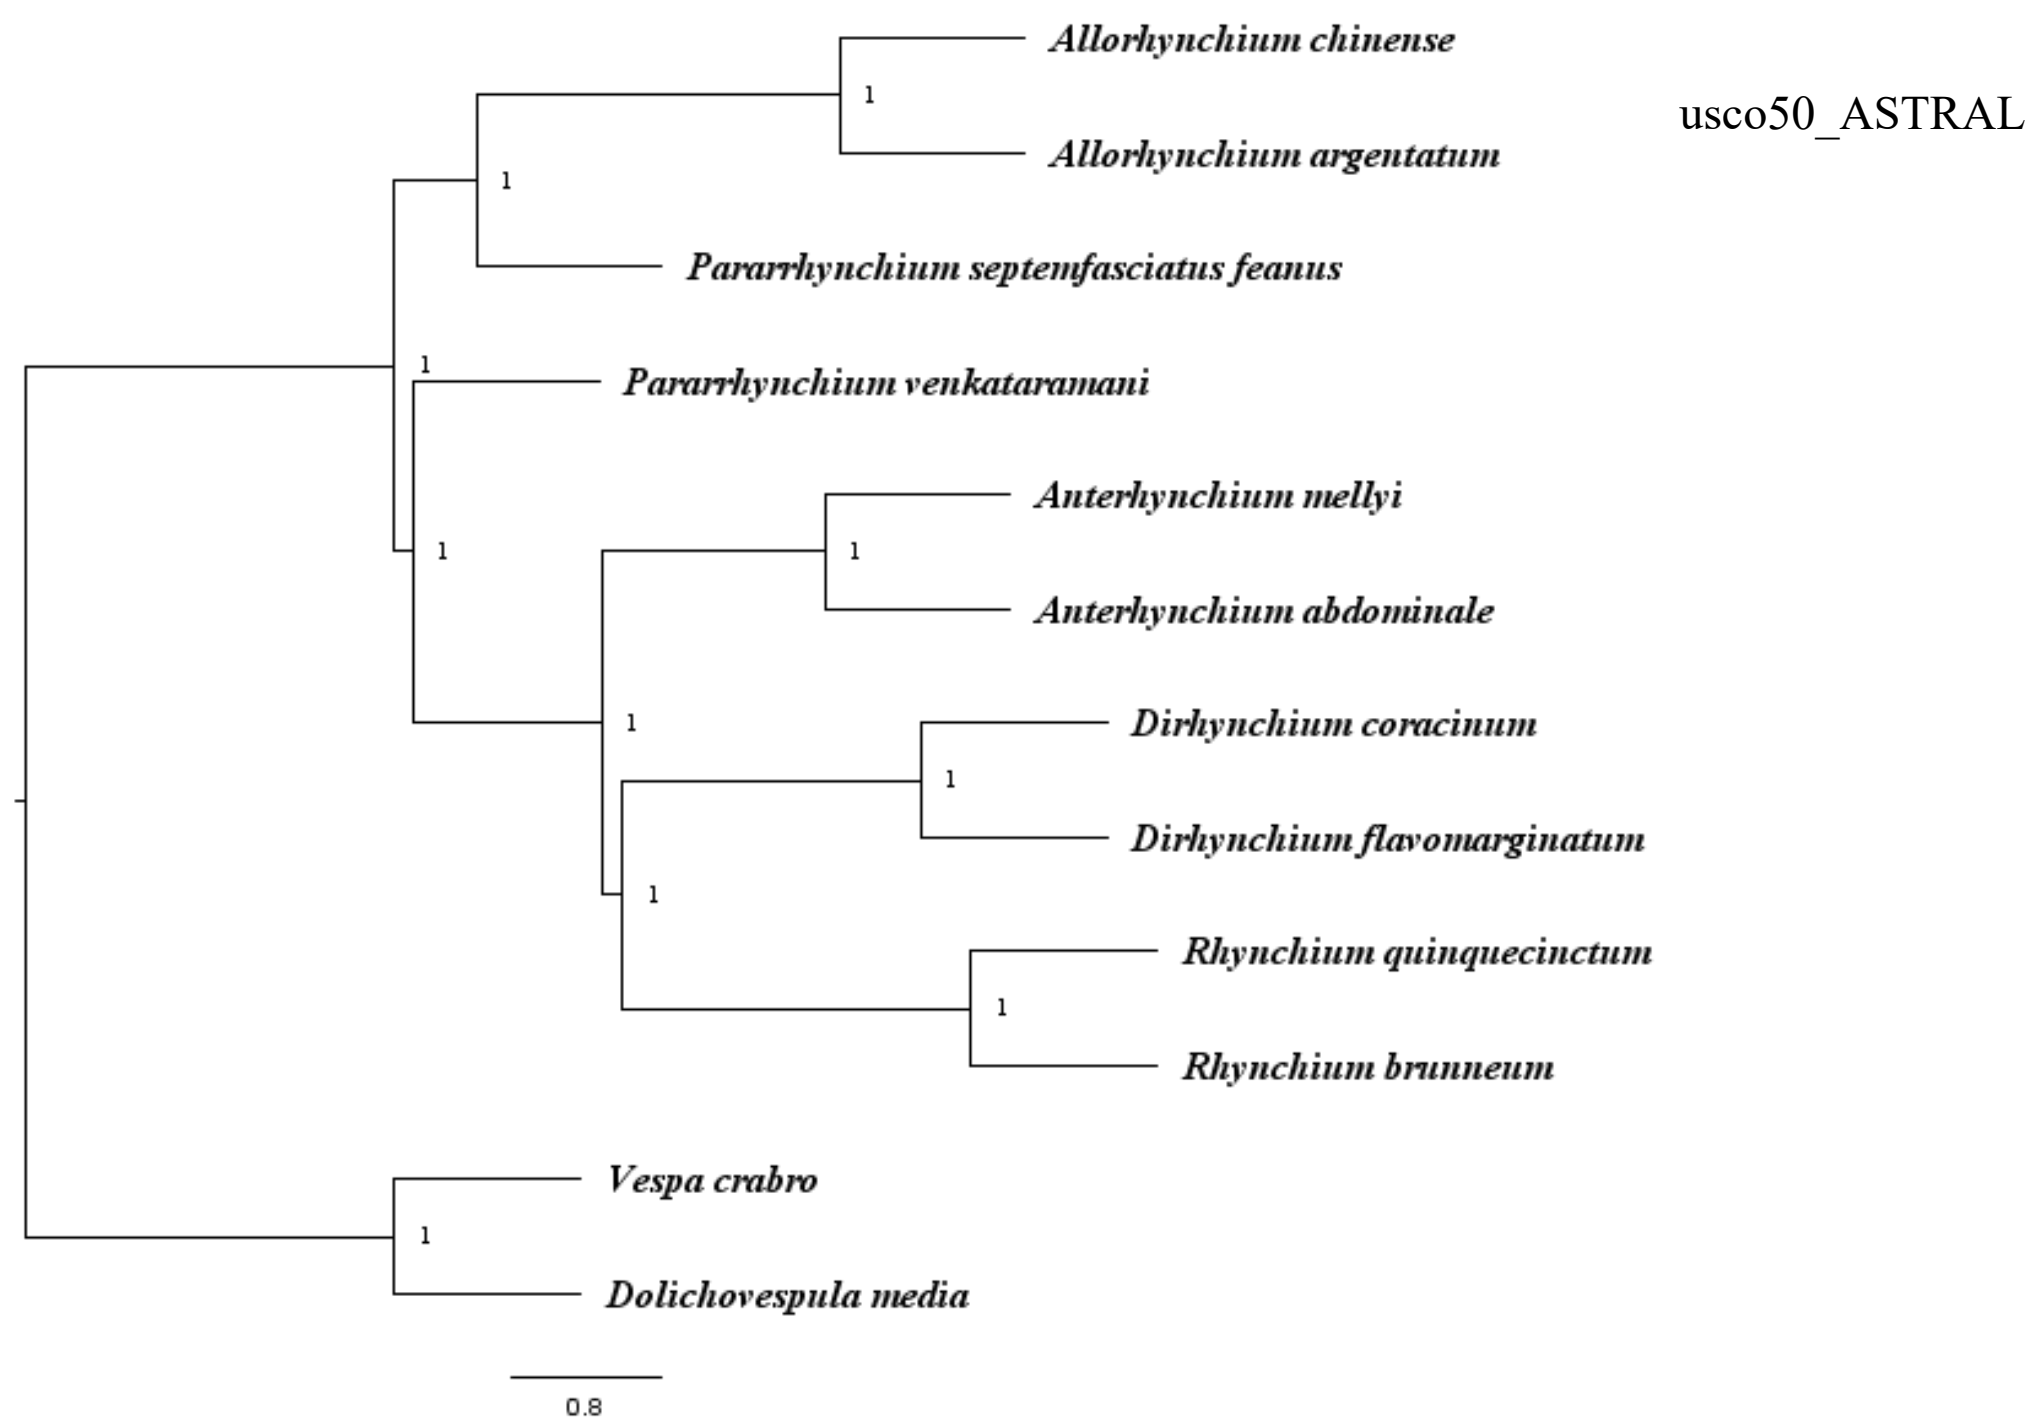 Allorhynchium chinense
1
usco50_ASTRAL
Allorhynchium argentatum
1
Pararrhynchium septemfasciatus feanus
1
Pararrhynchium venkataramani
Anterhynchium mellyi
1
1
Anterhynchium abdominale
Dirhynchium coracinum
1
1
Dirhynchium flavomarginatum
1
Rhynchium quinquecinctum
1
Rhynchium brunneum
Vespa crabro
1
Dolichovespula media
0.8